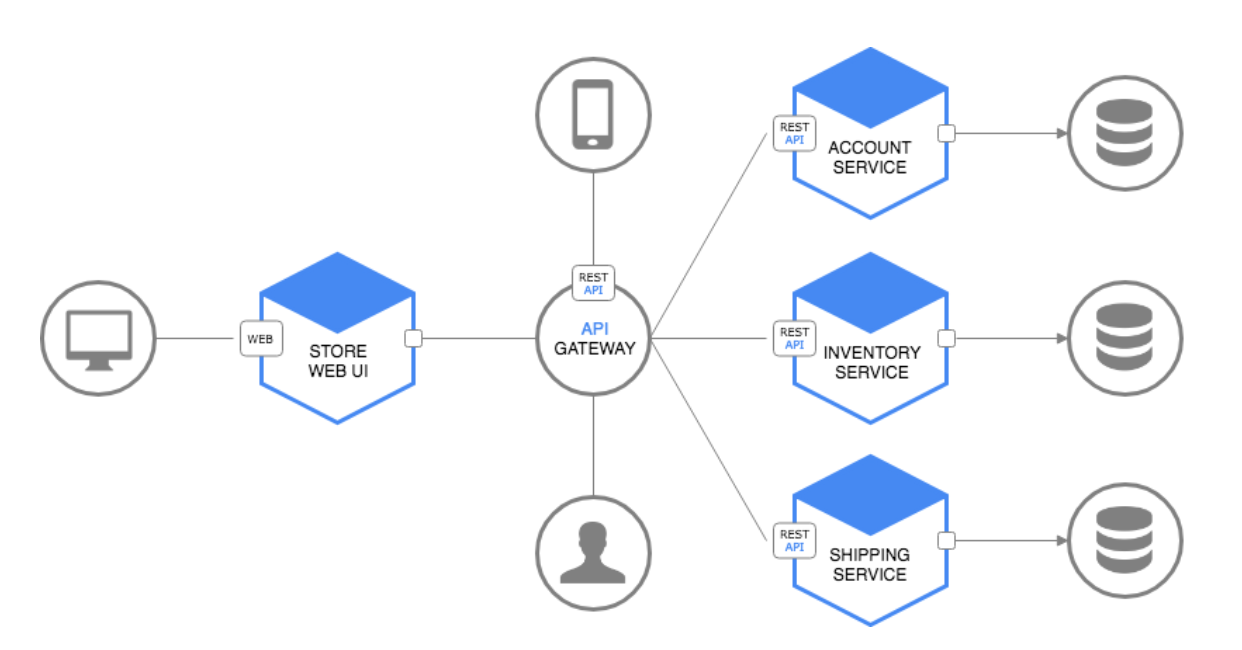 REST
API
ACCOUNT
SERVICE
REST
API
WEB
STORE
WEB UI
API
GATEWAY
REST
API
INVENTORY
SERVICE
REST
API
SHIPPING
SERVICE